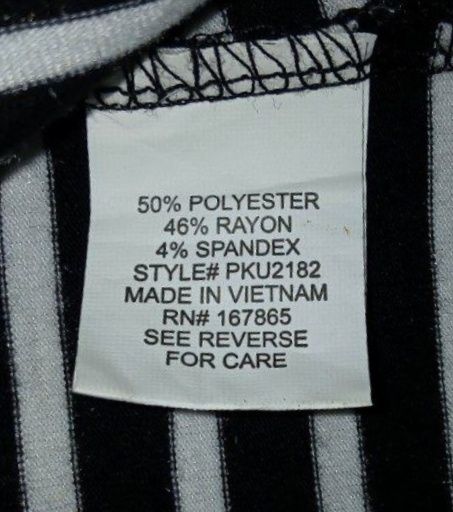 50% POLYESTER
46% RAYON
4% SPANDEX
STYLE# PKU2182
MADE IN VIETNAM
RN# 167865
SEE REVERSE
FOR CARE